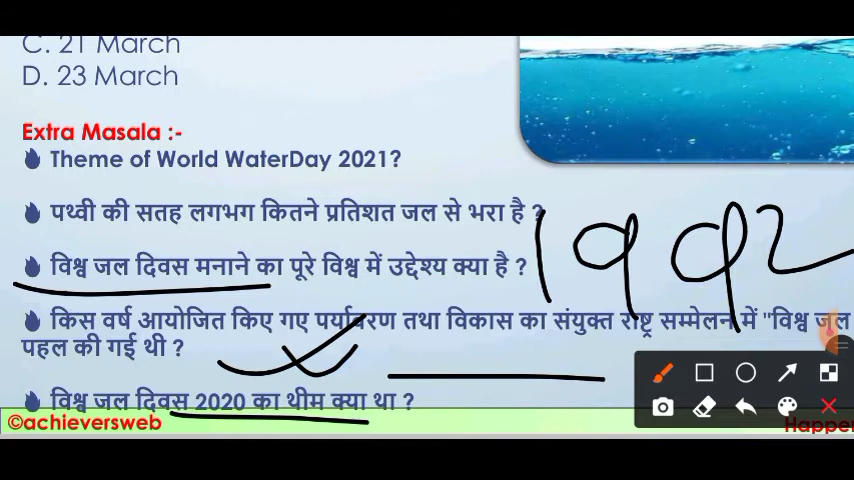 C. 21 March
D. 23 March
Extra Masala :-
Theme of World WaterDay 2021?
पथ्वी की सतह लगभग कितने प्रतिशत जल से भरा है ?
विश्व जल दिवस मनाने का पूरे विश्व में उद्देश्य क्या है ?
1992
किस वर्ष आयोजित किए गए पर्यावरण तथा विकास का संयुक्त राष्ट्र सम्मेलन में "विश्व जल
पहल की गई थी ?
विश्व जल दिवस 2020 का थीम क्या था ?
©achieversweb
Happen